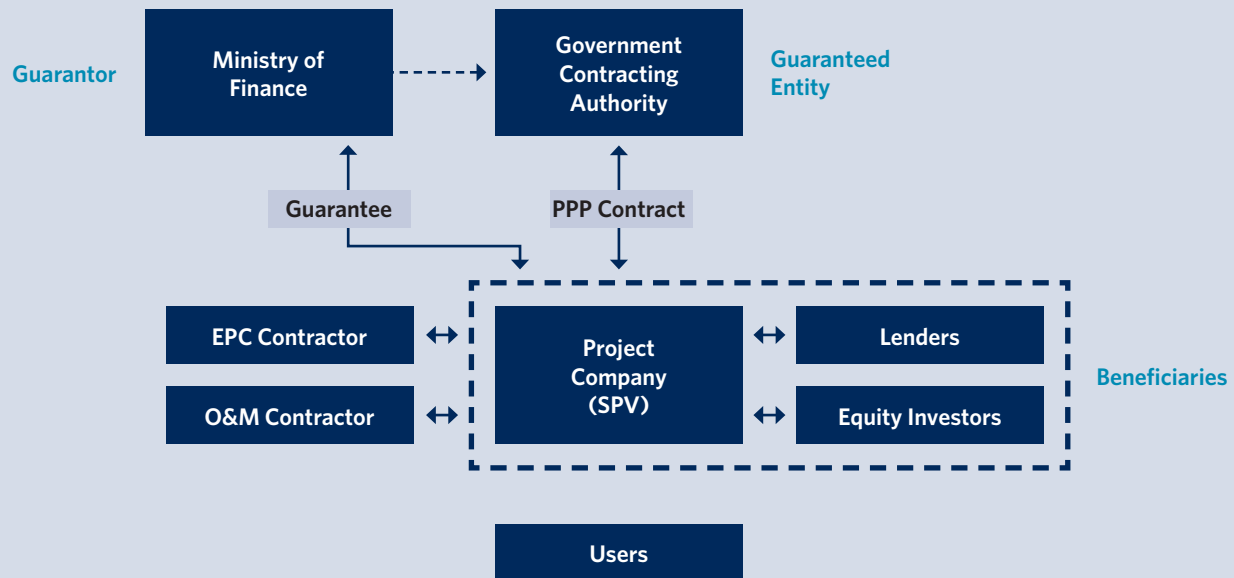 Guarantor
Ministry of
Finance
Government
Contracting
Authority
Guaranteed
Entity
Guarantee
PPP Contract
EPC Contractor
O&M Contractor
Project
Company
(SPV)
Lenders
Equity Investors
Beneficiaries
Users